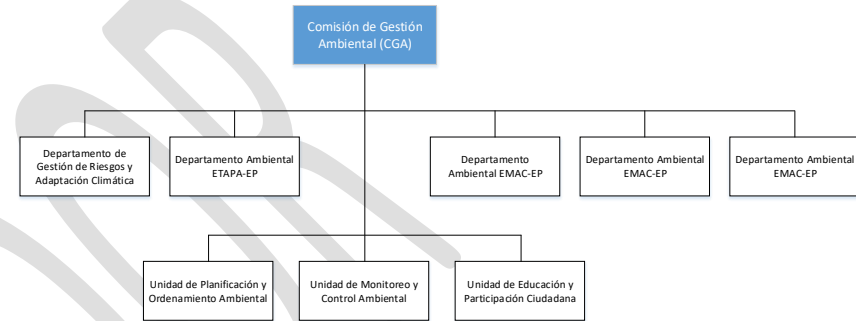 Comisión de Gestión
Ambiental (CGA)
Departamento de
Gestión de Riesgos y
Adaptación Climática
Departamento Ambiental
ETAPA-EP
Departamento
Ambiental EMAC-EP
Departamento Ambiental
EMAC-EP
Departamento Ambiental
EMAC-EP
Unidad de Planificación y
Ordenamiento Ambiental
Unidad de Monitoreo y
Control Ambiental
Unidad de Educación y
Participación Ciudadana